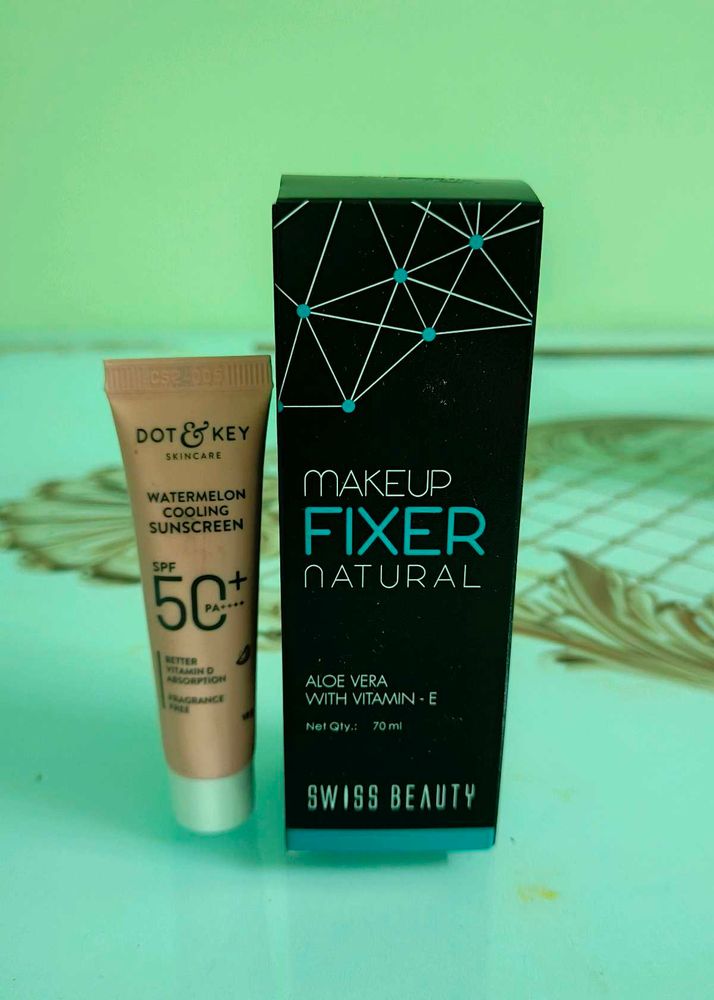 DOT & KEY
SKINCARE
WATERMELON
COOLING
SUNSCREEN
SPF
50+
PA++++
BETTER
VITAMIN D
ABSORPTION
FRAGRANCE
FREE
MAKEUP
FIXER
NATURAL
ALOE VERA
WITH VITAMIN - E
Net Qty.: 70 ml
SWISS BEAUTY